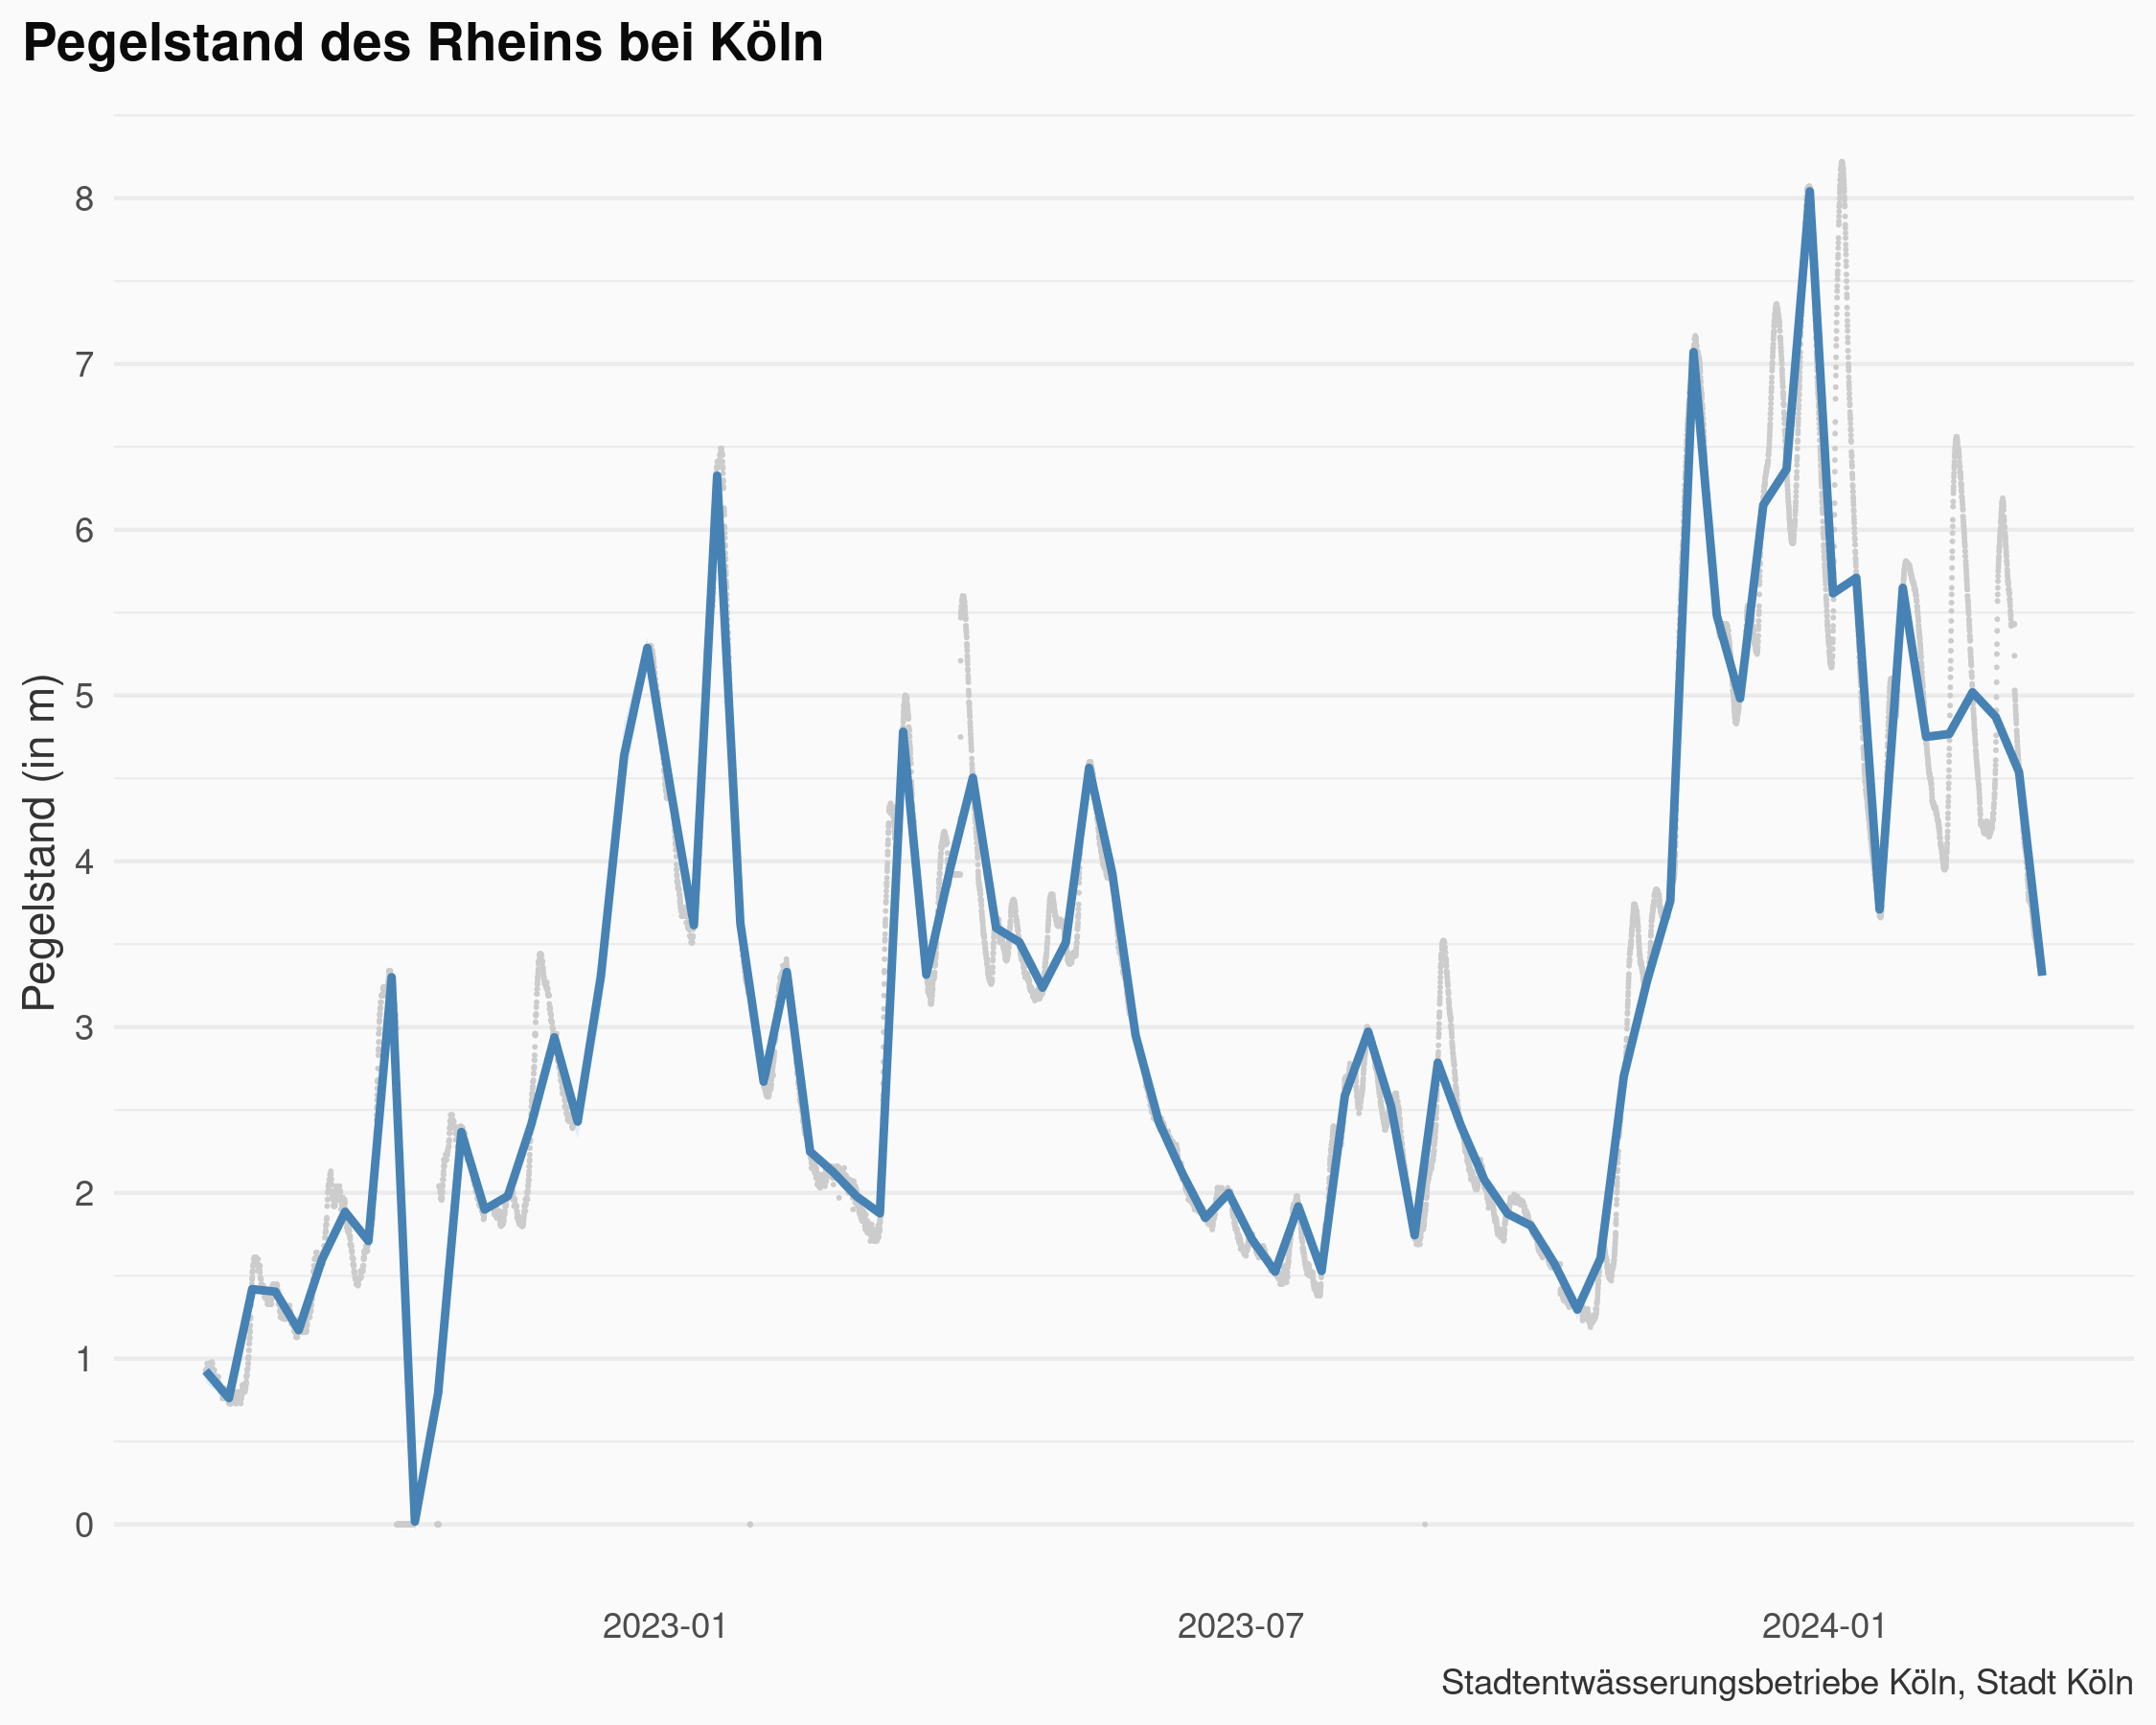 Pegelstand des Rheins bei Köln
Pegelstand (in m)
8
7
6
5
4
3
2
1
0
2023-01 2023-07 2024-01
Stadtentwässerungsbetriebe Köln, Stadt Köln